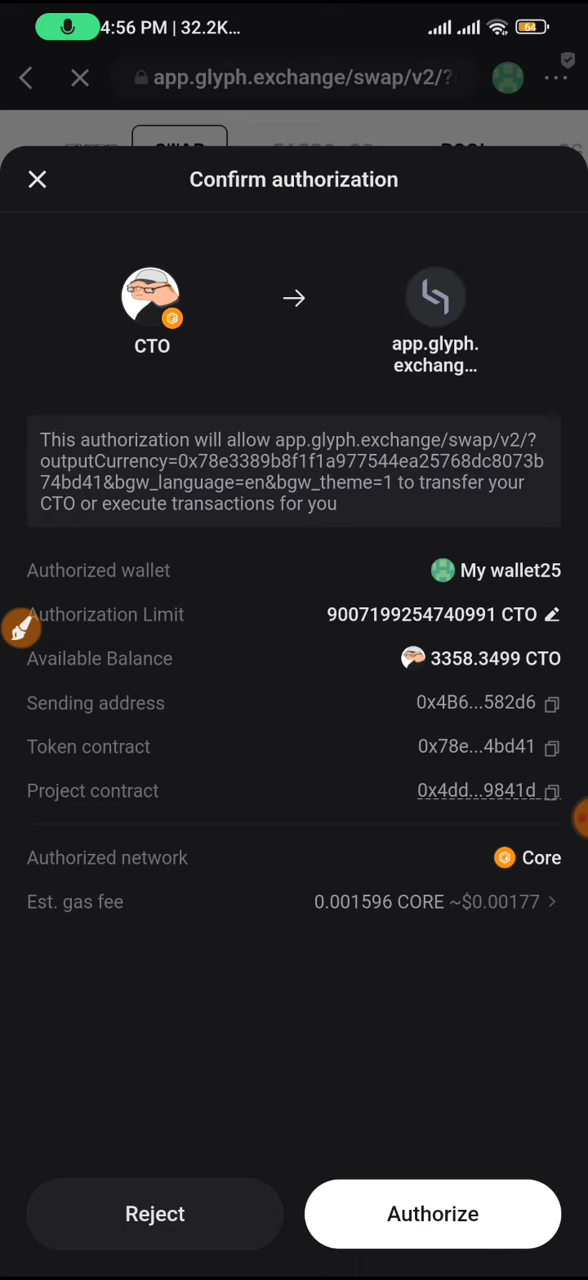 4:56 PM | 32.2K...
64
app.glyph.exchange/swap/v2/?
SWAP
Confirm authorization
CTO
app.glyph.
exchang...
This authorization will allow app.glyph.exchange/swap/v2/?
outputCurrency=0x78e3389b8f1f1a977544ea25768dc8073b
74bd41&bgw_language=en&bgw_theme=1 to transfer your
CTO or execute transactions for you
Authorized wallet My wallet25
Authorization Limit 9007199254740991 CTO
Available Balance 3358.3499 CTO
Sending address 0x4B6...582d6
Token contract 0x78e...4bd41
Project contract 0x4dd...9841d
Authorized network Core
Est. gas fee 0.001596 CORE ~$0.00177 >
Reject Authorize